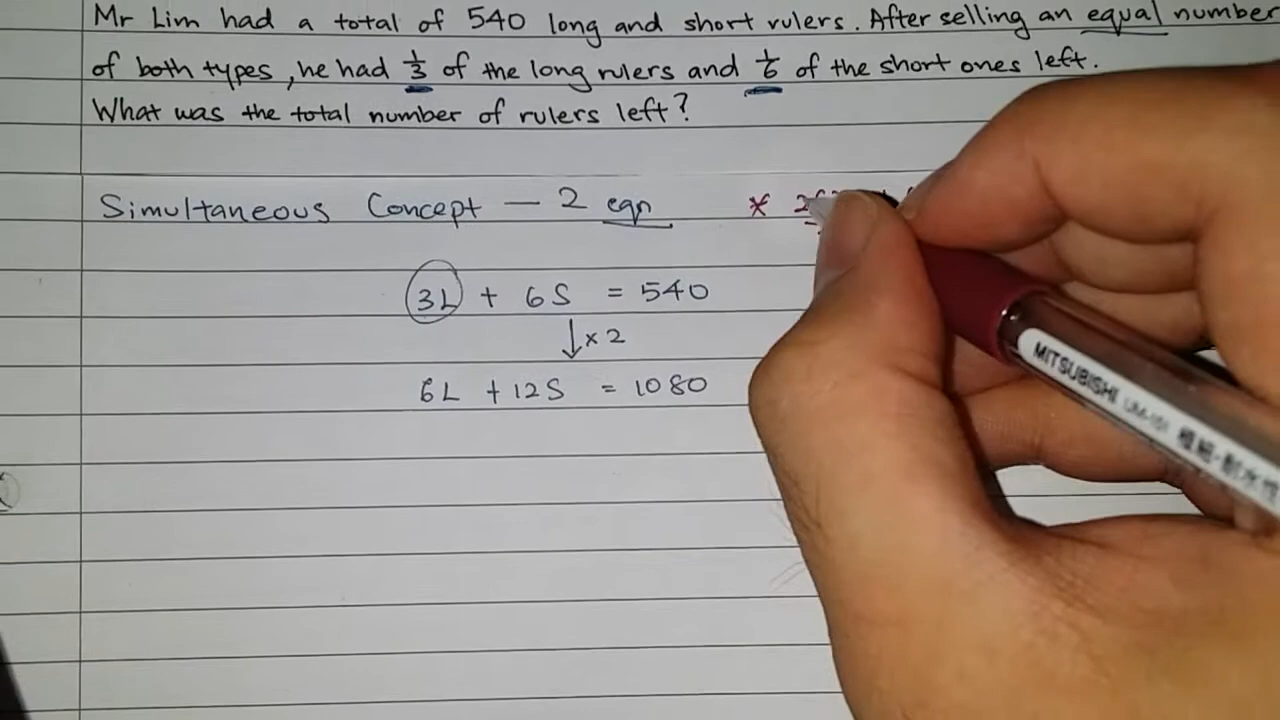 Mr Lim had a total of 540 long and short rulers. After selling an equal number
of both types, he had 1/3 of the long rulers and 1/6 of the short ones left.
What was the total number of rulers left?
Simultaneous Concept — 2 eqn *
3L + 6S = 540
↓ x 2
6L + 12S = 1080
MITSUBISHI UM-151